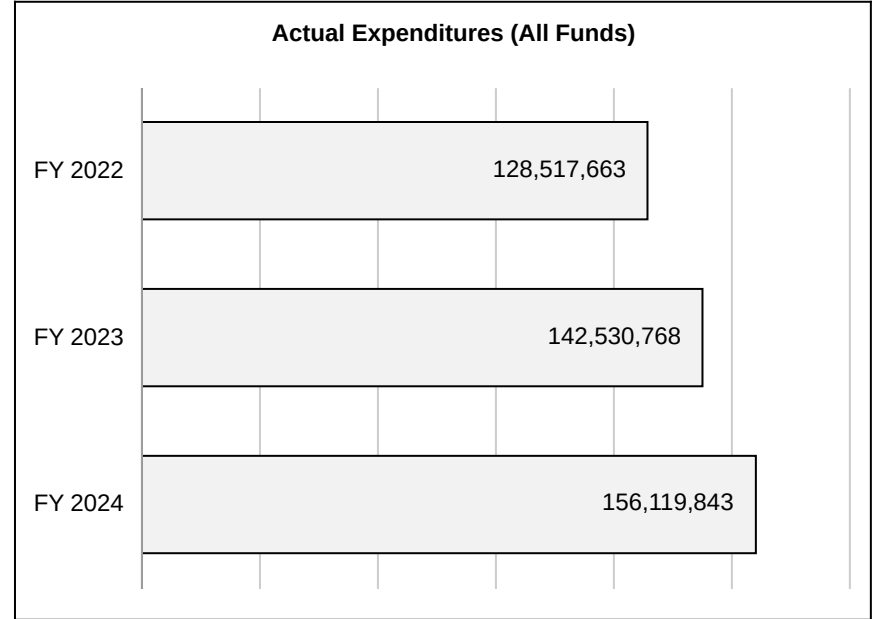 Actual Expenditures (All Funds)
FY 2022 128,517,663
FY 2023 142,530,768
FY 2024 156,119,843